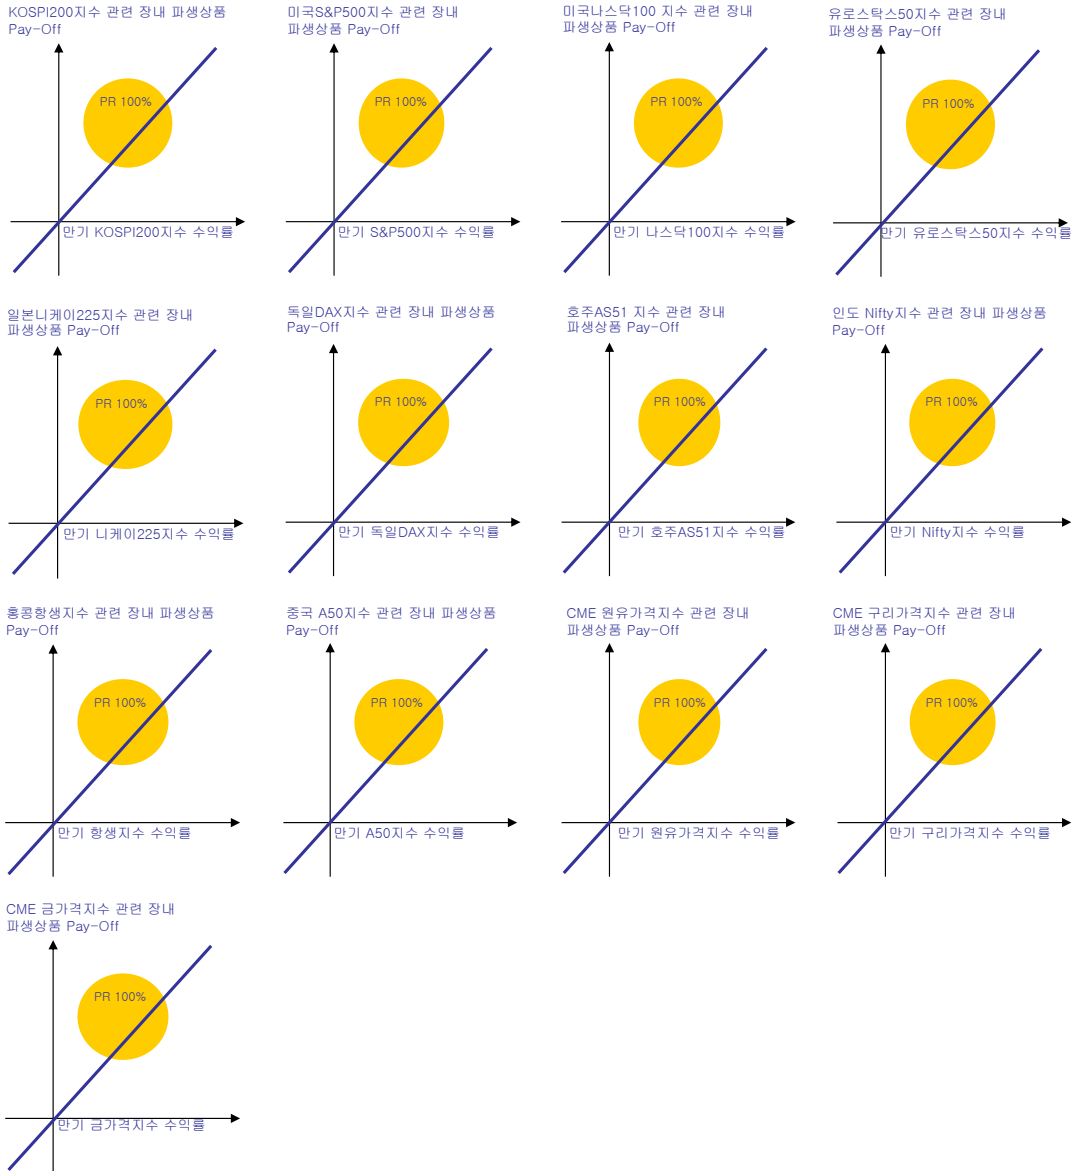 KOSPI200지수 관련 장내 파생상품
Pay-Off
PR 100%
만기 KOSPI200지수 수익률
미국S&P500지수 관련 장내
파생상품 Pay-Off
PR 100%
만기 S&P500지수 수익률
미국나스닥100 지수 관련 장내
파생상품 Pay-Off
PR 100%
만기 나스닥100지수 수익률
유로스탁스50지수 관련 장내
파생상품 Pay-Off
PR 100%
만기 유로스탁스50지수 수익률
일본니케이225지수 관련 장내
파생상품 Pay-Off
PR 100%
만기 니케이225지수 수익률
독일DAX지수 관련 장내 파생상품
Pay-Off
PR 100%
만기 독일DAX지수 수익률
호주AS51 지수 관련 장내
파생상품 Pay-Off
PR 100%
만기 호주AS51지수 수익률
인도 Nifty지수 관련 장내 파생상품
Pay-Off
PR 100%
만기 Nifty지수 수익률
홍콩항생지수 관련 장내 파생상품
Pay-Off
PR 100%
만기 항생지수 수익률
중국 A50지수 관련 장내 파생상품
Pay-Off
PR 100%
만기 A50지수 수익률
CME 원유가격지수 관련 장내
파생상품 Pay-Off
PR 100%
만기 원유가격지수 수익률
CME 구리가격지수 관련 장내
파생상품 Pay-Off
PR 100%
만기 구리가격지수 수익률
CME 금가격지수 관련 장내
파생상품 Pay-Off
PR 100%
만기 금가격지수 수익률